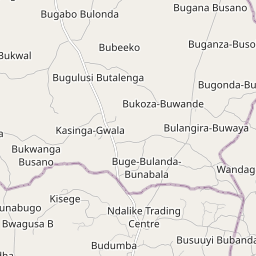 Bugabo Bulonda
Bugana Busano
Bubeeko
Buganza-Buso
Bukwal
Bugulusi Butalenga
Bugonda-Bu
Bukoza-Buwande
Kasinga-Gwala
Bulangira-Buwaya
Bukwanga
Busano
Buge-Bulanda-
Bunabala
Wandag
Kisege
unabugo
Ndalike Trading
Centre
Bwagusa B
Busuuyi Bubanda
Budumba
dha